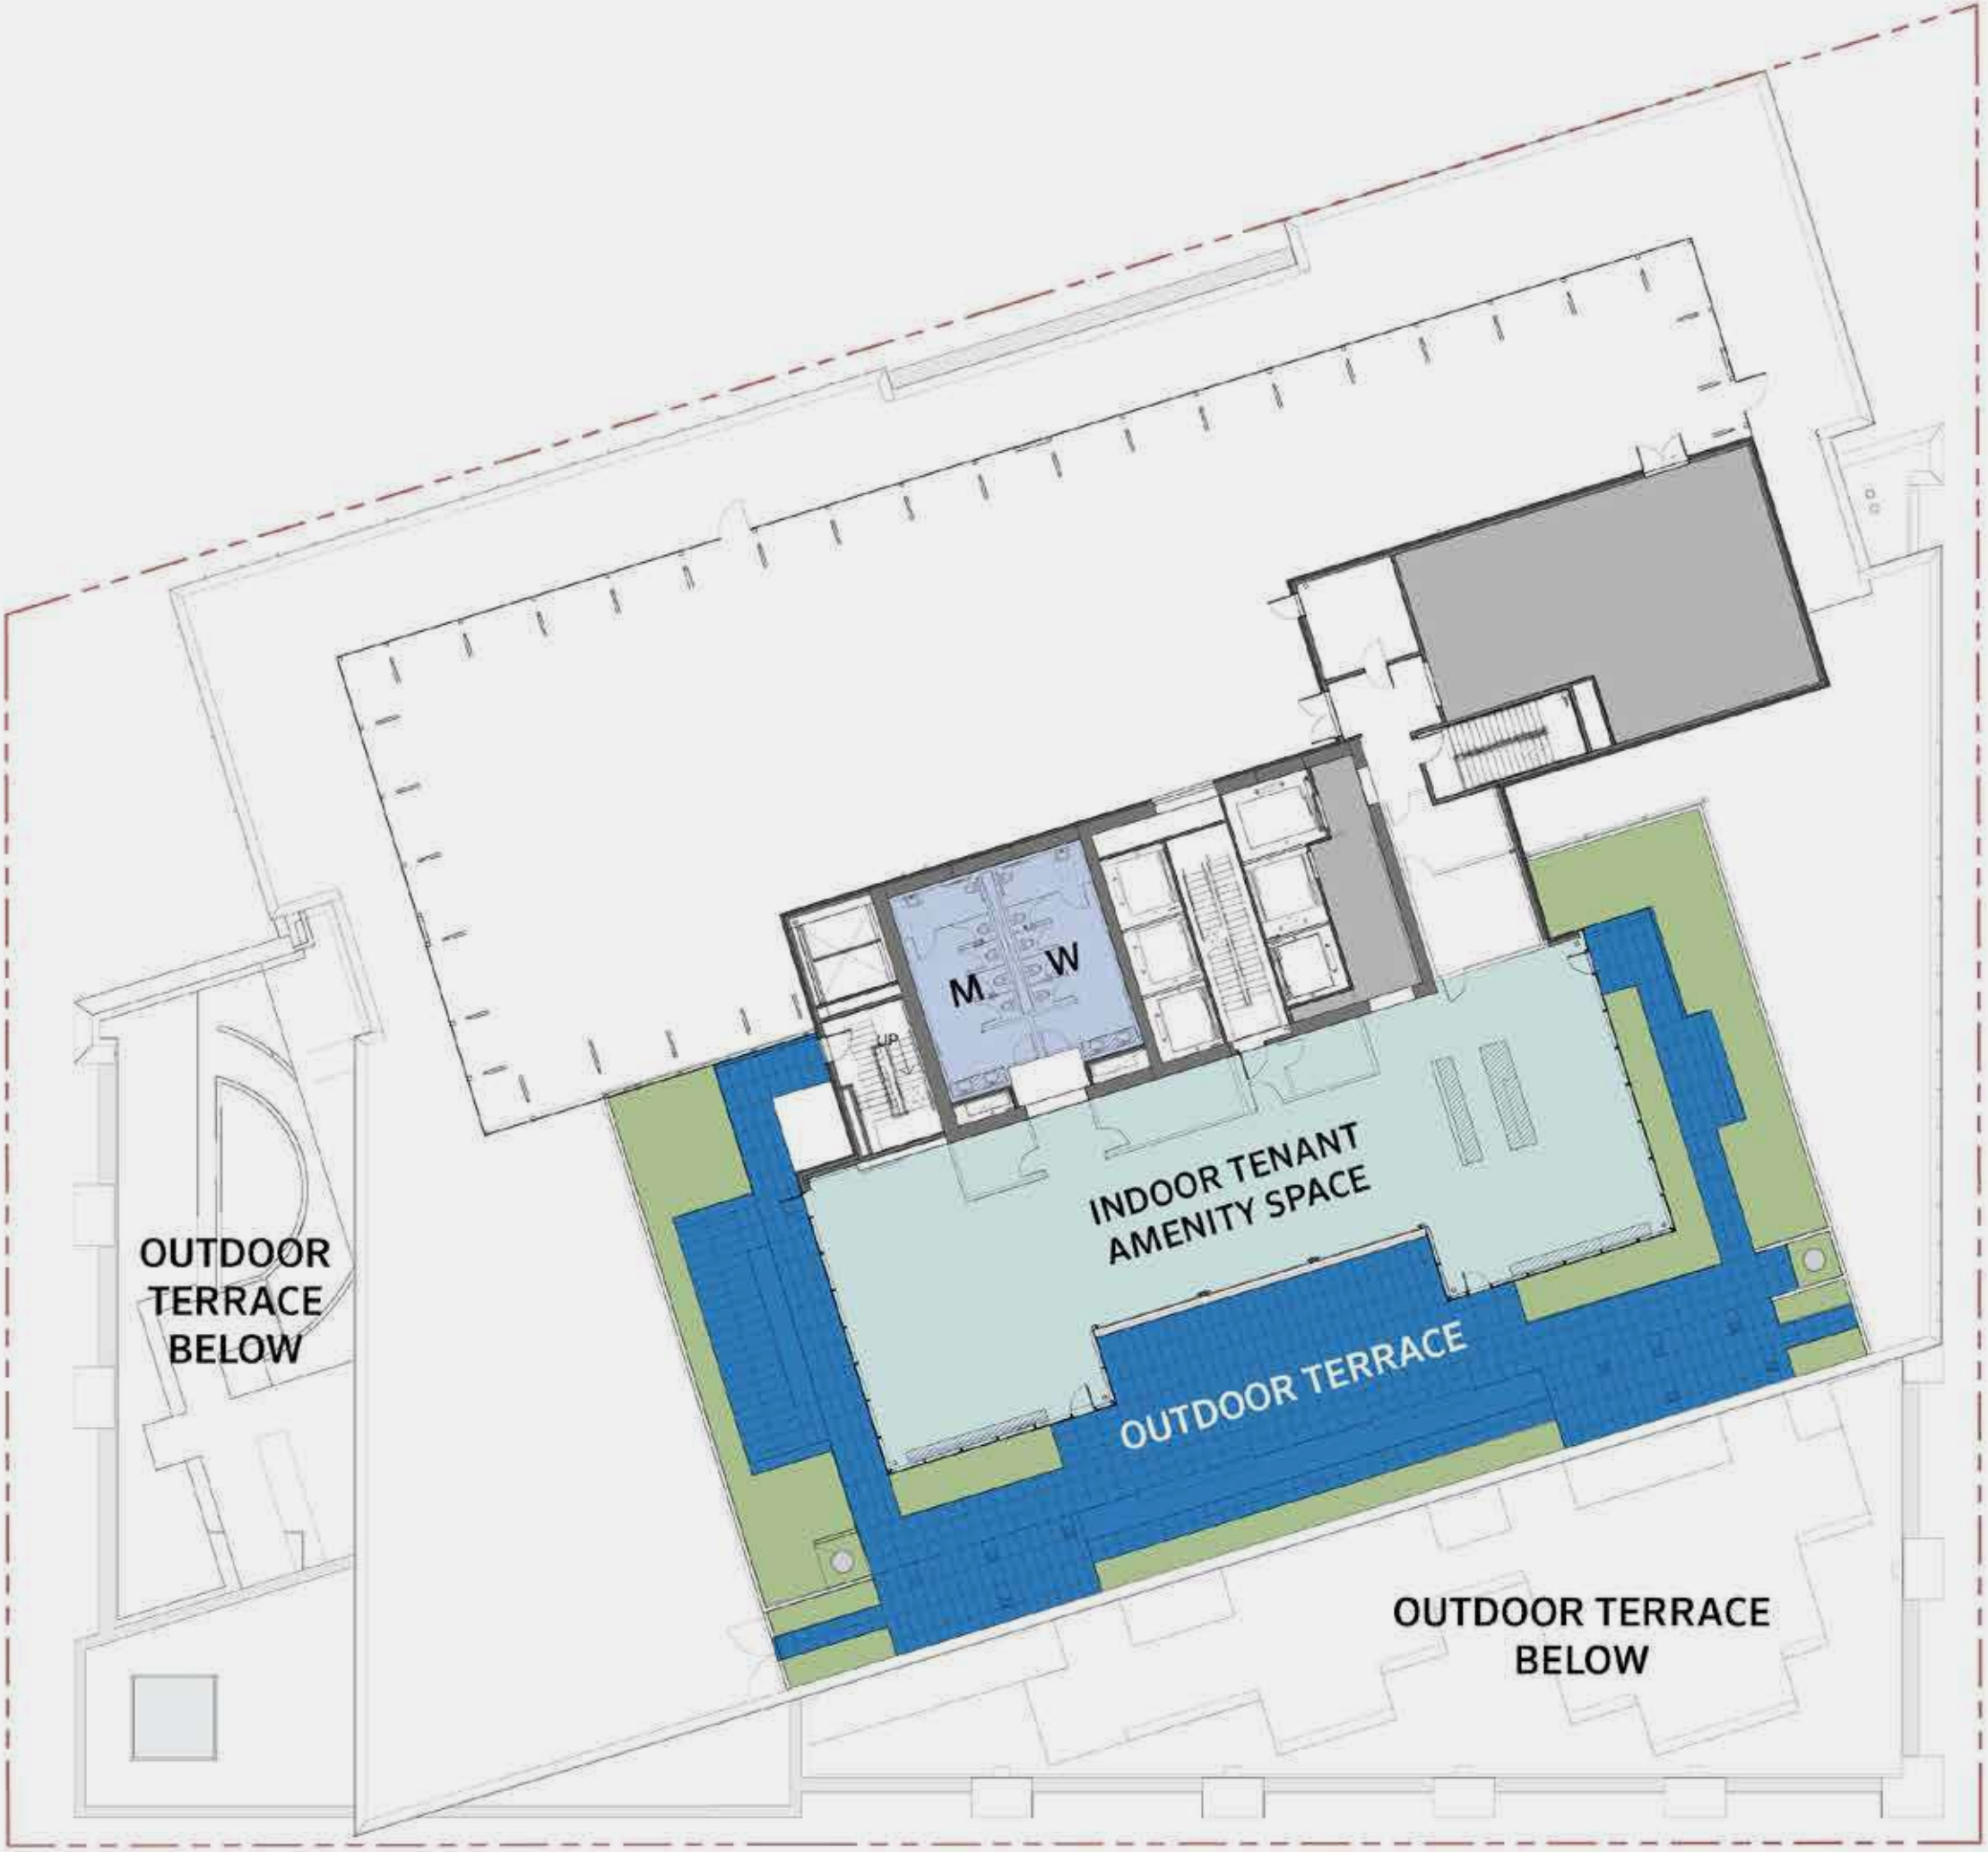 UP
M
W
INDOOR TENANT
AMENITY SPACE
OUTDOOR
TERRACE
BELOW
OUTDOOR TERRACE
OUTDOOR TERRACE
BELOW